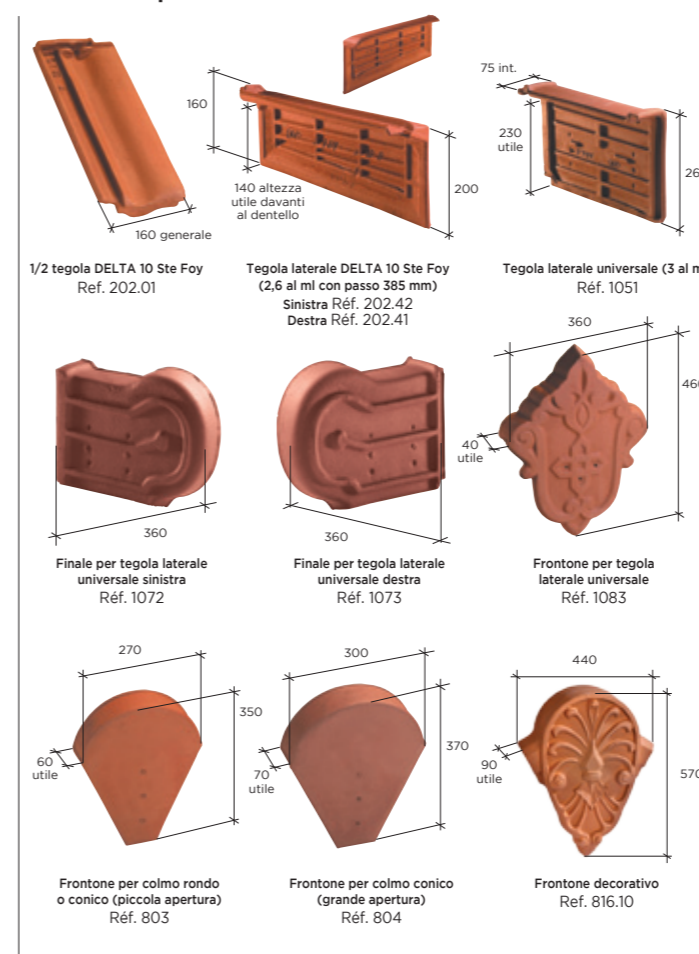 75 int.
160
230
utile
26
200
140 altezza
utile davanti
al dentello
160 generale
1/2 tegola DELTA 10 Ste Foy
Ref. 202.01
Tegola laterale DELTA 10 Ste Foy
(2,6 al ml con passo 385 mm)
Sinistra Réf. 202.42
Destra Réf. 202.41
Tegola laterale universale (3 al m
Réf. 1051
360
460
40
utile
360
360
Finale per tegola laterale
universale sinistra
Réf. 1072
Finale per tegola laterale
universale destra
Réf. 1073
Frontone per tegola
laterale universale
Réf. 1083
270
300
440
350
370
570
60
utile
70
utile
90
utile
Frontone per colmo rondo
o conico (piccola apertura)
Réf. 803
Frontone per colmo conico
(grande apertura)
Réf. 804
Frontone decorativo
Ref. 816.10